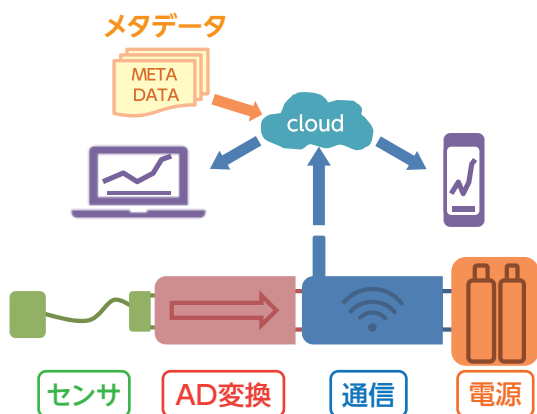 メタデータ
META
DATA
cloud
センサ
AD変換
通信
電源